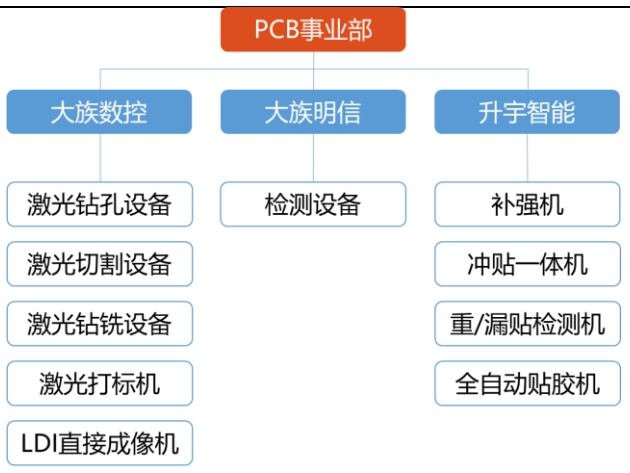 PCB事业部
大族数控
大族明信
升宇智能
激光钻孔设备
检测设备
补强机
激光切割设备
冲贴一体机
激光钻铣设备
重/漏贴检测机
激光打标机
全自动贴胶机
LDI直接成像机